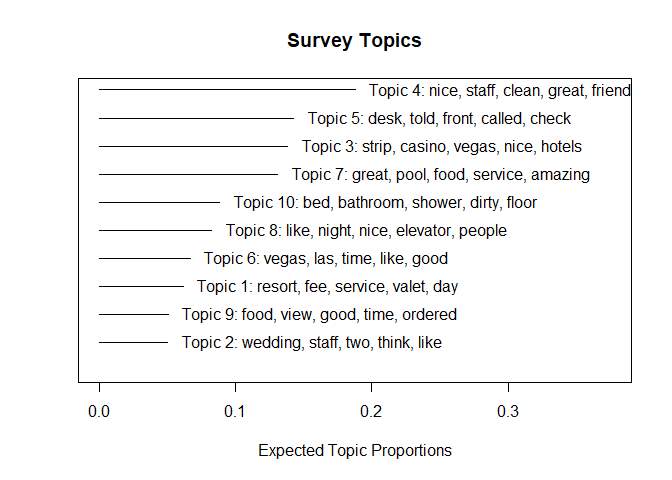 Survey Topics
Topic 4: nice, staff, clean, great, friend
Topic 5: desk, told, front, called, check
Topic 3: strip, casino, vegas, nice, hotels
Topic 7: great, pool, food, service, amazing
Topic 10: bed, bathroom, shower, dirty, floor
Topic 8: like, night, nice, elevator, people
Topic 6: vegas, las, time, like, good
Topic 1: resort, fee, service, valet, day
Topic 9: food, view, good, time, ordered
Topic 2: wedding, staff, two, think, like
0.0 0.1 0.2 0.3
Expected Topic Proportions